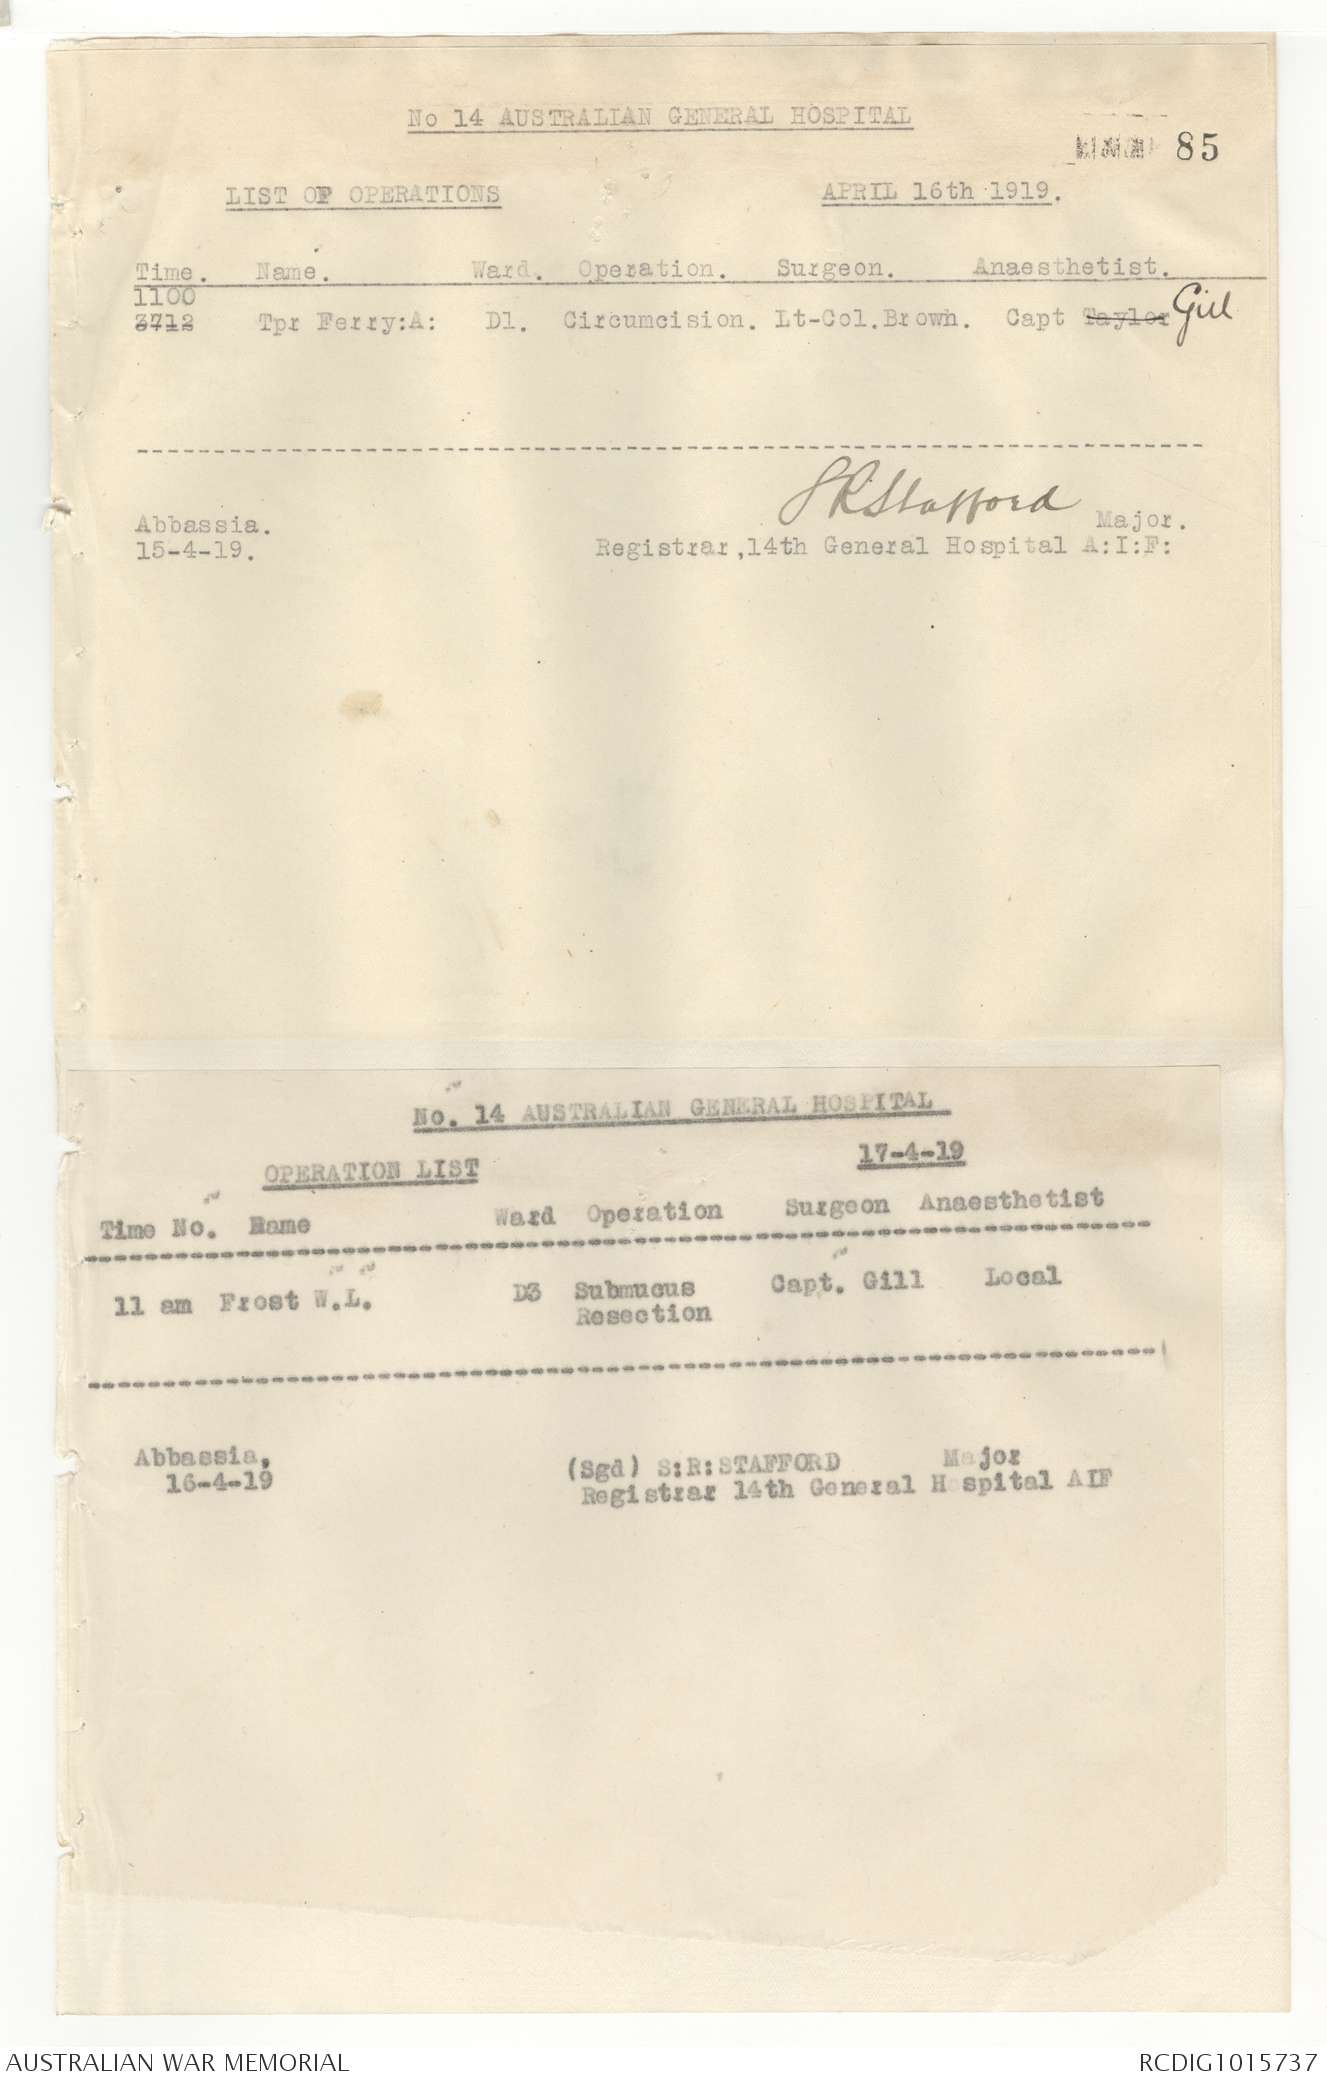 No 14 AUSTRALIAN GENERAL HOSPITAL
85
LIST OF OPERATIONS APRIL 16th 1919.
Time. Name. Ward. Operation. Surgeon. Anaesthetist.
1100
3712 Tpr Ferry:A: D1. Circumcision. Lt-Col.Brown. Capt Taylor Gill
S R Stafford Major.
Abbassia.
15-4-19. Registrar,14th General Hospital A:I:F:
No. 14 AUSTRALIAN GENERAL HOSPITAL
OPERATION LIST 17-4-19
Time No. Name Ward Operation Surgeon Anaesthetist
11 am Frost W.L. D3 Submucus Capt. Gill Local
Resection
Abbassia, (Sgd) S:R:STAFFORD Major
16-4-19 Registrar 14th General Hospital AIF
AUSTRALIAN WAR MEMORIAL RCDIG1015737